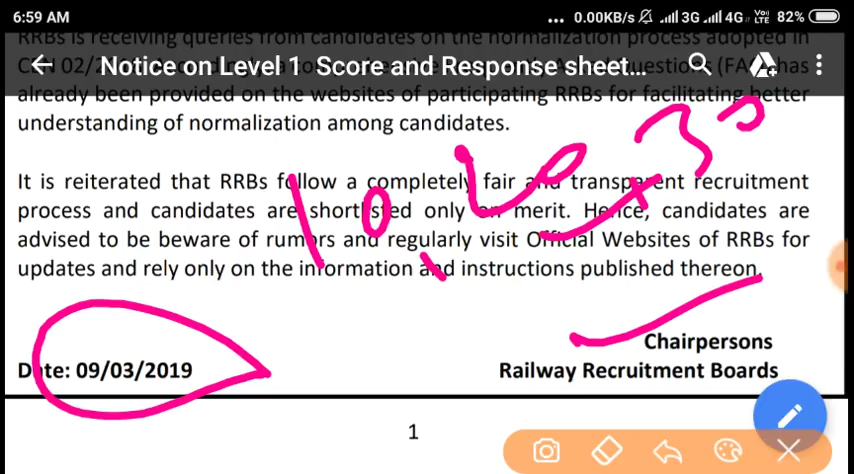 6:59 AM ... 0.00KB/s 3G 4G VoLTE 82%
RRBs is receiving queries from candidates on the normalization process adopted in
Notice on Level 1 Score and Response sheet...
already been provided on the websites of participating RRBs for facilitating better
understanding of normalization among candidates.
It is reiterated that RRBs follow a completely fair and transparent recruitment
process and candidates are shortlisted only on merit. Hence, candidates are
advised to be beware of rumors and regularly visit Official Websites of RRBs for
updates and rely only on the information and instructions published thereon.
Chairpersons
Date: 09/03/2019 Railway Recruitment Boards
1